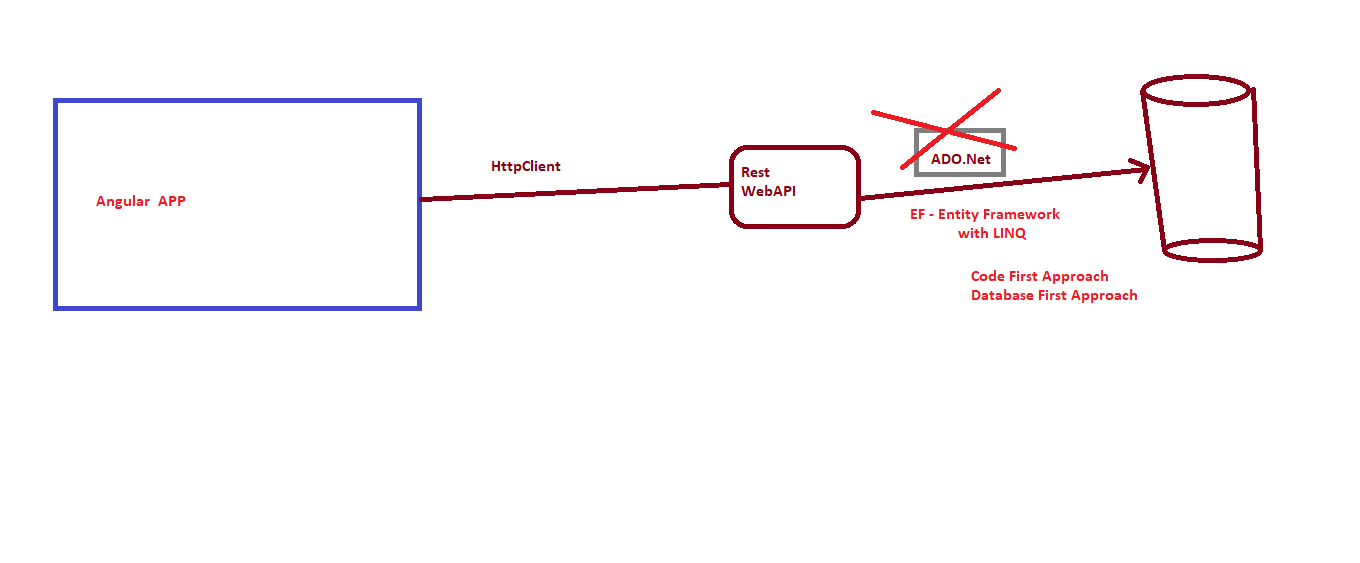 Angular APP
HttpClient
Rest
WebAPI
ADO.Net
EF - Entity Framework
with LINQ
Code First Approach
Database First Approach